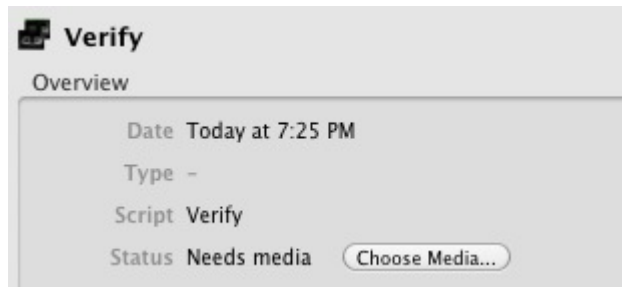 Verify
Overview
Date Today at 7:25 PM
Type -
Script Verify
Status Needs media Choose Media...